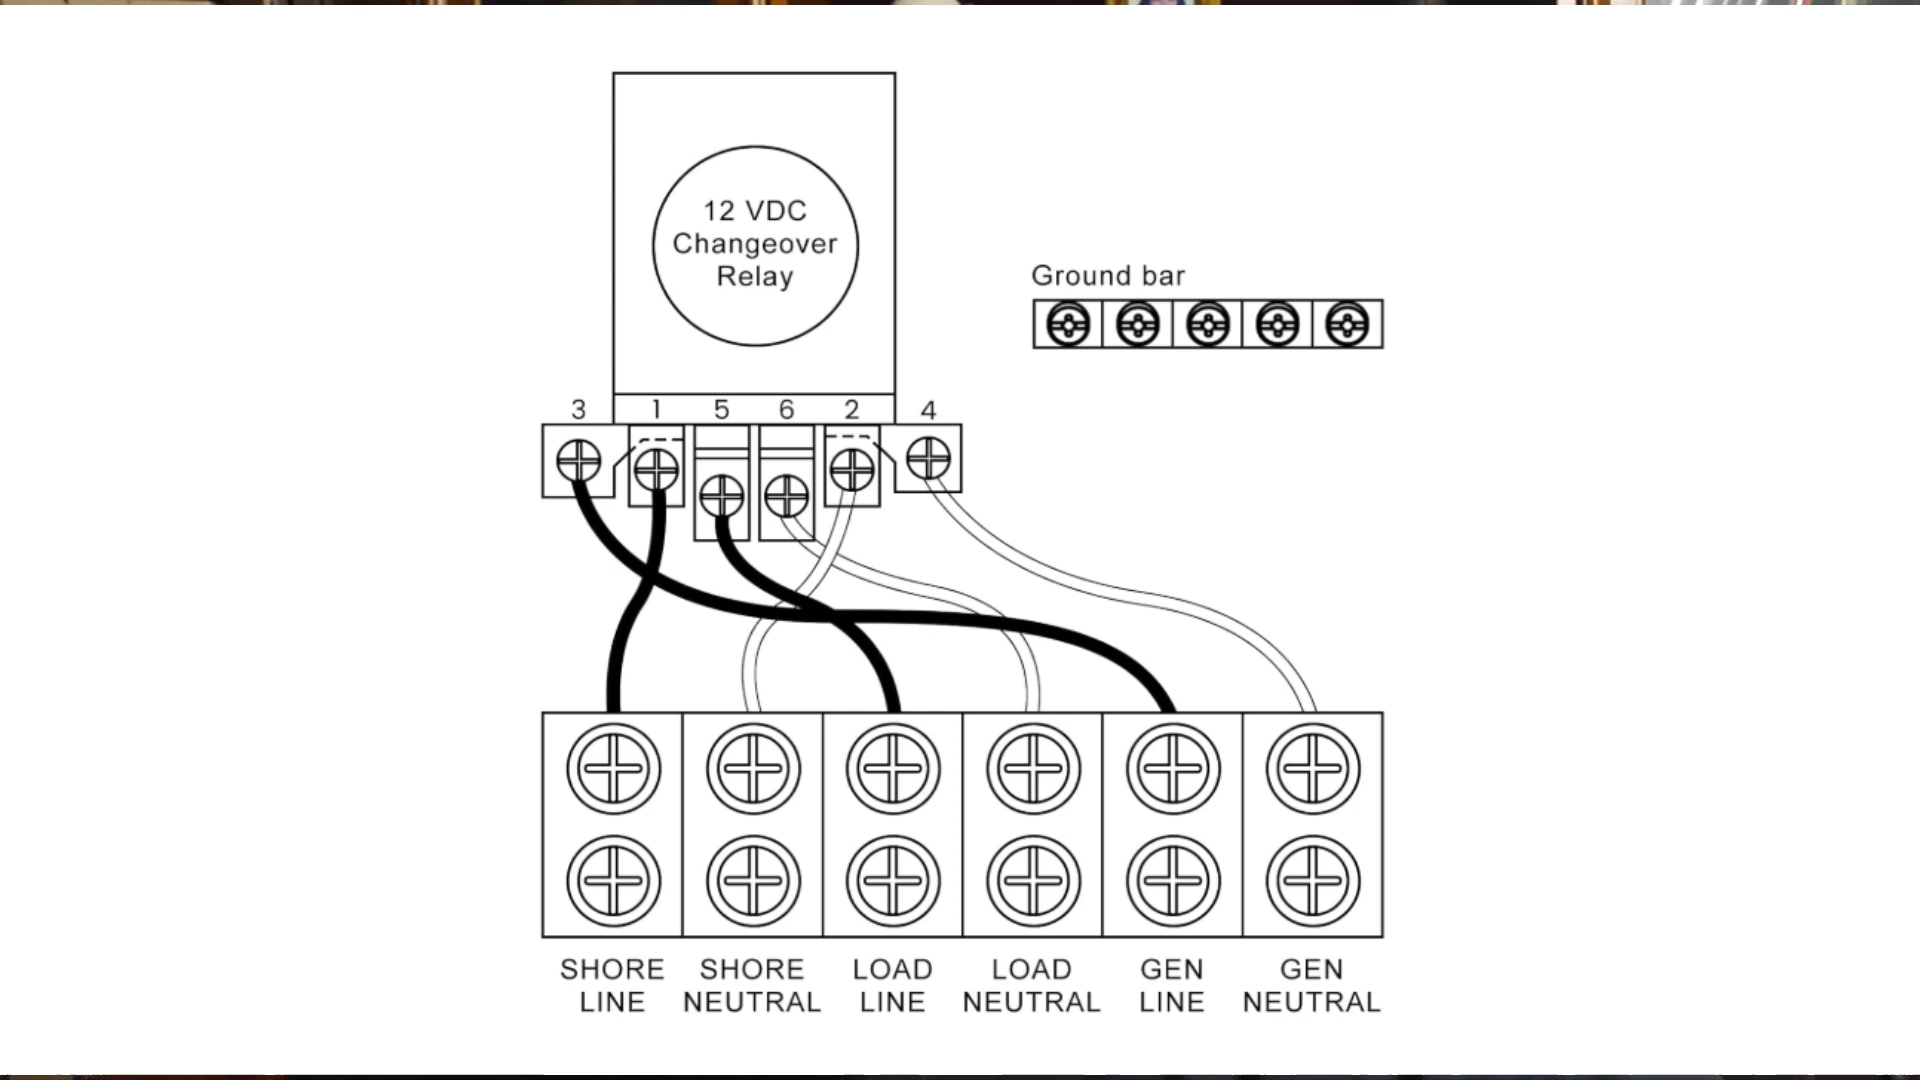 12 VDC
Changeover
Relay
Ground bar
3 1 5 6 2 4
SHORE LINE
SHORE NEUTRAL
LOAD LINE
LOAD NEUTRAL
GEN LINE
GEN NEUTRAL